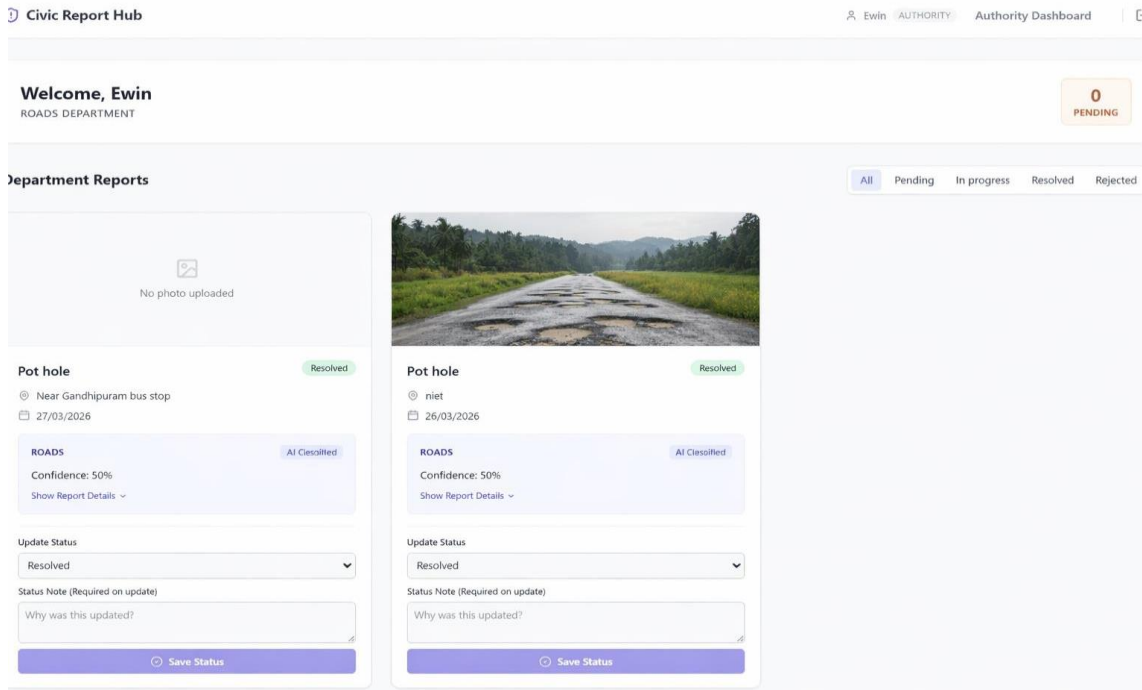 Civic Report Hub
Ewin AUTHORITY Authority Dashboard
Welcome, Ewin
ROADS DEPARTMENT
0
PENDING
Department Reports
All Pending In progress Resolved Rejected
No photo uploaded
Pot hole Resolved
Near Gandhipuram bus stop
27/03/2026
ROADS AI Clessified
Confidence: 50%
Show Report Details
Update Status
Resolved
Status Note (Required on update)
Why was this updated?
Save Status
Pot hole Resolved
niet
26/03/2026
ROADS AI Clessified
Confidence: 50%
Show Report Details
Update Status
Resolved
Status Note (Required on update)
Why was this updated?
Save Status